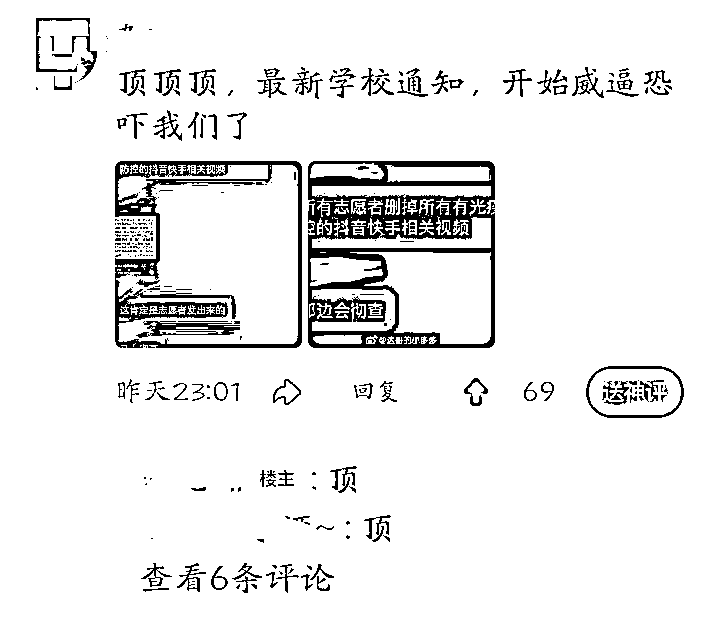 顶顶顶，最新学校通知，开始威逼恐
吓我们了
防控的抖音快手相关视频
这肯定是志愿者发出来的
所有志愿者删掉所有有光疫
控的抖音快手相关视频
那边会彻查
昨天23:01
回复
69
送神评
楼主：顶
~：顶
查看6条评论